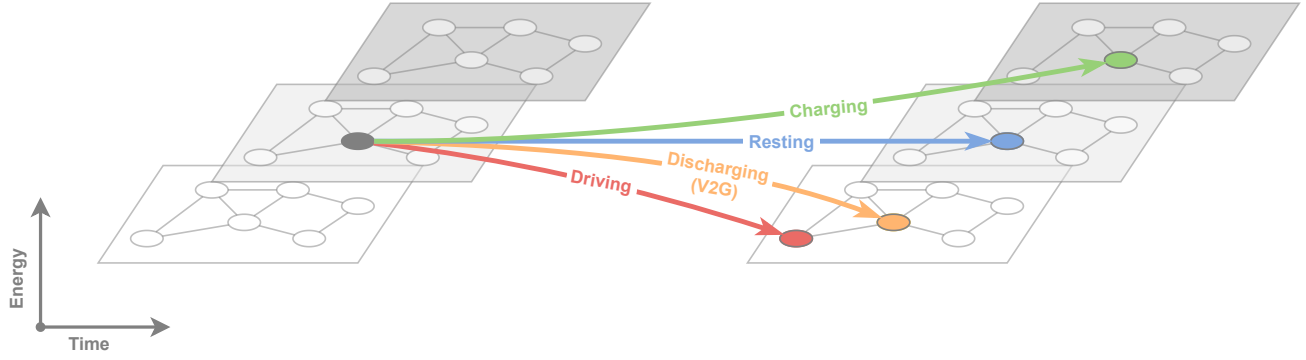 Charging
Resting
Discharging
(V2G)
Driving
Energy
Time